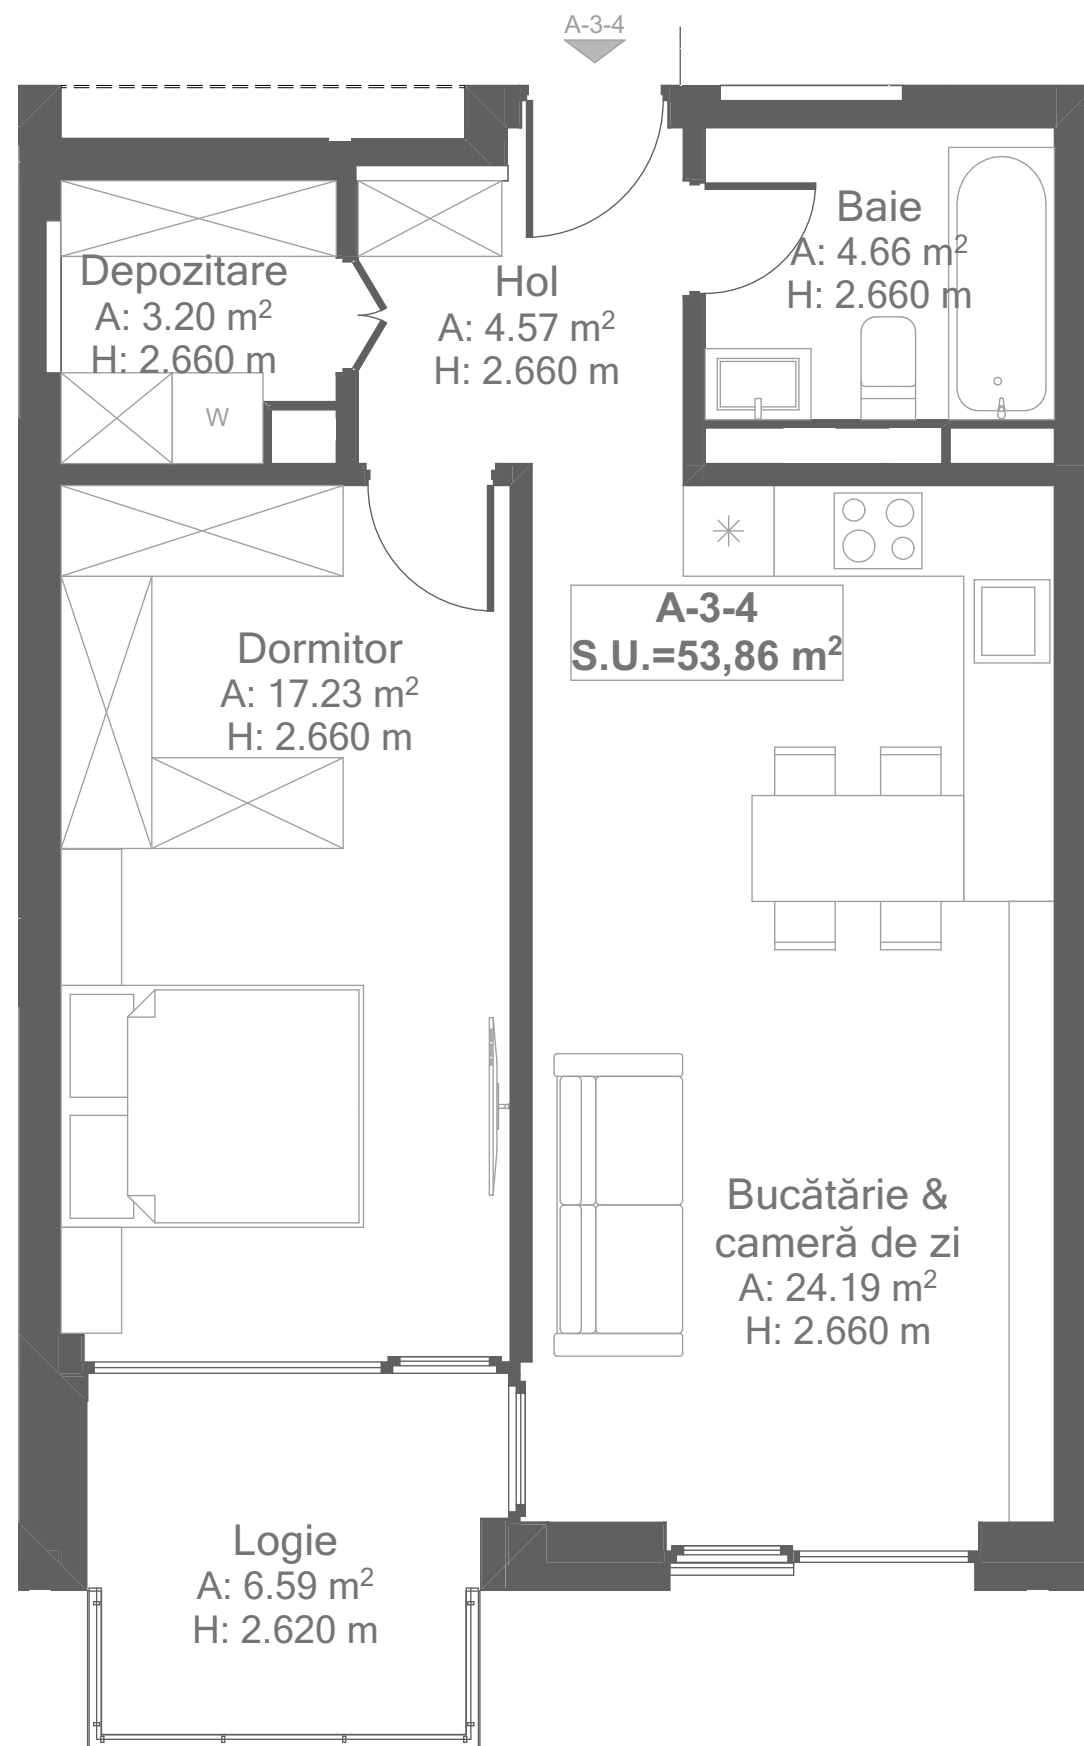 A-3-4
Baie
A: 4.66 m²
H: 2.660 m
Depozitare
A: 3.20 m²
H: 2.660 m
Hol
A: 4.57 m²
H: 2.660 m
W
A-3-4
S.U.=53,86 m²
Dormitor
A: 17.23 m²
H: 2.660 m
Bucătărie &
cameră de zi
A: 24.19 m²
H: 2.660 m
Logie
A: 6.59 m²
H: 2.620 m